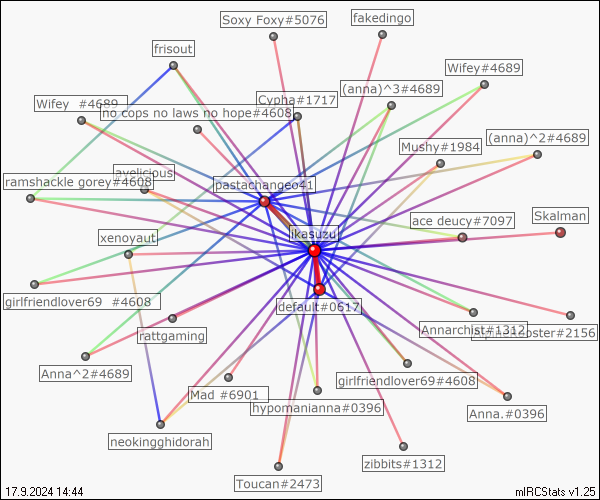 Soxy Foxy#5076
fakedingo
frisout
Wifey#4689
(anna)^3#4689
Cypha#1717
Wifey  #4689
no cops no laws no hope#4608
(anna)^2#4689
Mushy#1984
ayelicious
ramshackle gorey#4608
pastachangeo41
ace deucy#7097
Skalman
ikasuzu
xenoyaut
girlfriendlover69  #4608
default#0617
rattgaming
Annarchist#1312
#2156
Anna^2#4689
girlfriendlover69#4608
Mad #6901
hypomanianna#0396
Anna.#0396
neokingghidorah
zibbits#1312
Toucan#2473
17.9.2024 14:44
mIRCStats v1.25